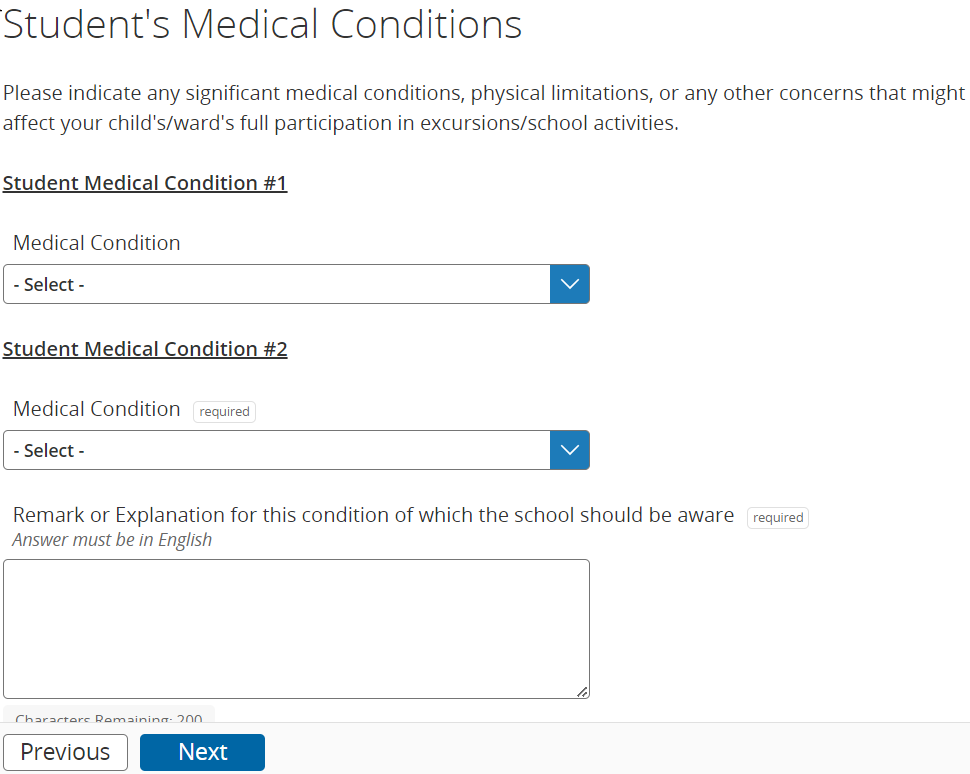 Student's Medical Conditions
Please indicate any significant medical conditions, physical limitations, or any other concerns that might
affect your child's/ward's full participation in excursions/school activities.
Student Medical Condition #1
Medical Condition
- Select -
Student Medical Condition #2
Medical Condition required
- Select -
Remark or Explanation for this condition of which the school should be aware required
Answer must be in English
Characters Remaining: 200
Previous Next